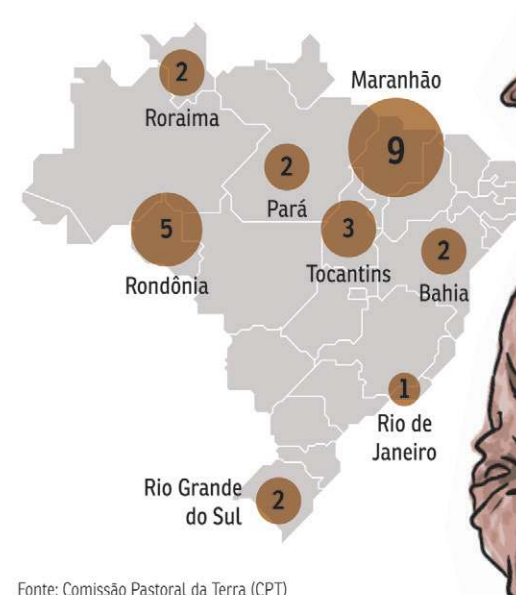 2
Roraima
Maranhão
9
2
Pará
5
Rondônia
3
Tocantins
2
Bahia
1
Rio de
Janeiro
Rio Grande
do Sul
2
Fonte: Comissão Pastoral da Terra (CPT)